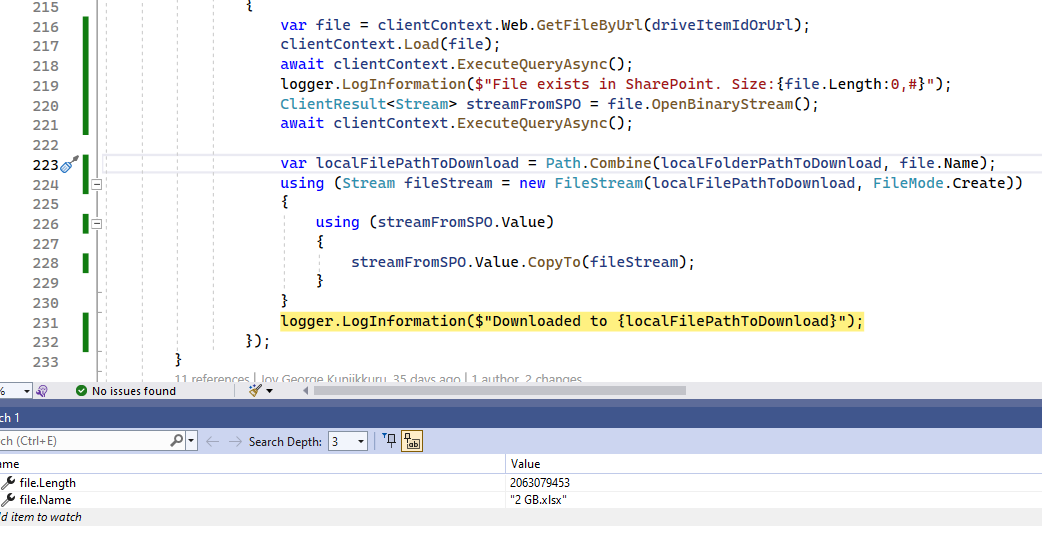 215 {
216 var file = clientContext.Web.GetFileByUrl(driveItemIdOrUrl);
217 clientContext.Load(file);
218 await clientContext.ExecuteQueryAsync();
219 logger.LogInformation($"File exists in SharePoint. Size:{file.Length:0,#}");
220 ClientResult<Stream> streamFromSPO = file.OpenBinaryStream();
221 await clientContext.ExecuteQueryAsync();
222
223 var localFilePathToDownload = Path.Combine(localFolderPathToDownload, file.Name);
224 using (Stream fileStream = new FileStream(localFilePathToDownload, FileMode.Create))
225 {
226 using (streamFromSPO.Value)
227 {
228 streamFromSPO.Value.CopyTo(fileStream);
229 }
230 }
231 logger.LogInformation($"Downloaded to {localFilePathToDownload}");
232 });
233 }
11 references | Joy George Kunjikkuru, 35 days ago | 1 author, 2 changes
% No issues found
ch 1
ch (Ctrl+E) Search Depth: 3
ame Value
file.Length 2063079453
file.Name "2 GB.xlsx"
d item to watch